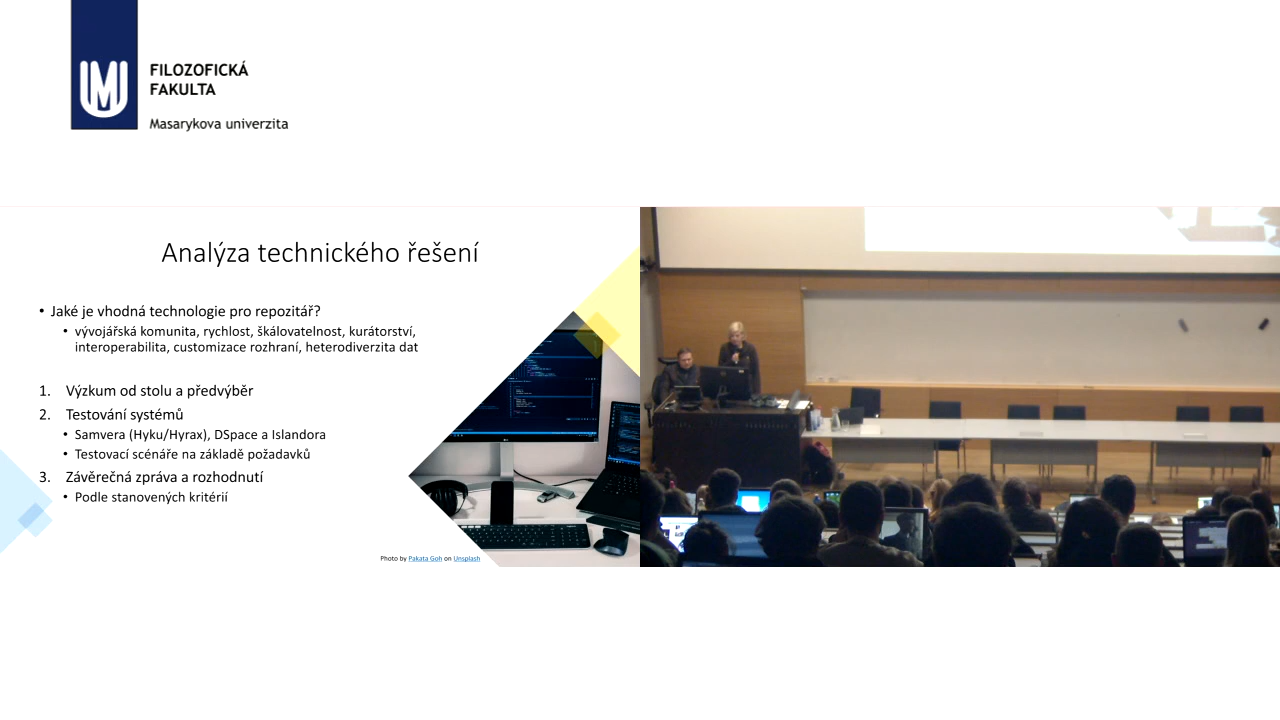 FILOZOFICKÁ
FAKULTA
Masarykova univerzita
Analýza technického řešení
• Jaké je vhodná technologie pro repozitář?
• vývojářská komunita, rychlost, škálovatelnost, kurátorství,
interoperabilita, customizace rozhraní, heterodiverzita dat
1. Výzkum od stolu a předvýběr
2. Testování systémů
• Samvera (Hyku/Hyrax), DSpace a Islandora
• Testovací scénáře na základě požadavků
3. Závěrečná zpráva a rozhodnutí
• Podle stanovených kritérií
Photo by Pakata Goh on Unsplash